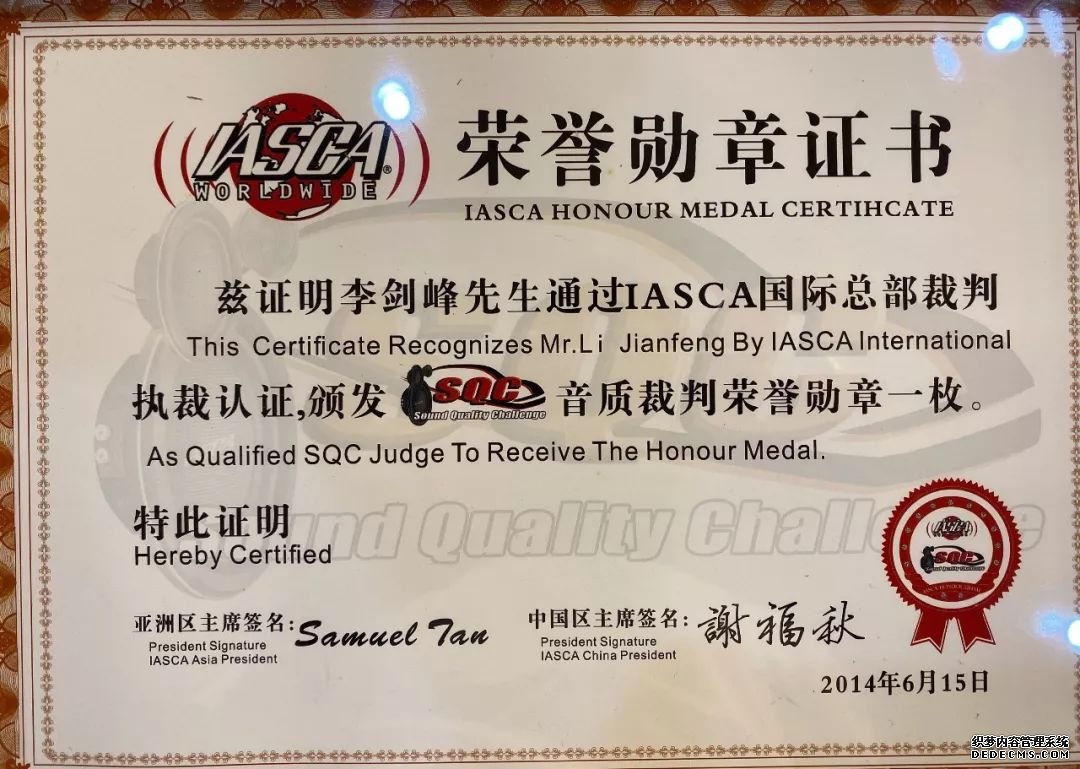 IASCA®
WORLDWIDE
荣誉勋章证书
IASCA HONOUR MEDAL CERTIHCATE
兹证明李剑峰先生通过IASCA国际总部裁判
This Certificate Recognizes Mr.Li Jianfeng By IASCA International
执裁认证,颁发 SQC Sound Quality Challenge 音质裁判荣誉勋章一枚。
As Qualified SQC Judge To Receive The Honour Medal.
Sound Quality Challenge
特此证明
Hereby Certified
IASCA
SQC
Sound Quality Challenge
亚洲区主席签名: Samuel Tan
President Signature
IASCA Asia President
中国区主席签名: 謝福秋
President Signature
IASCA China President
2014年6月15日
织梦内容管理系统
DEDECMS.COM